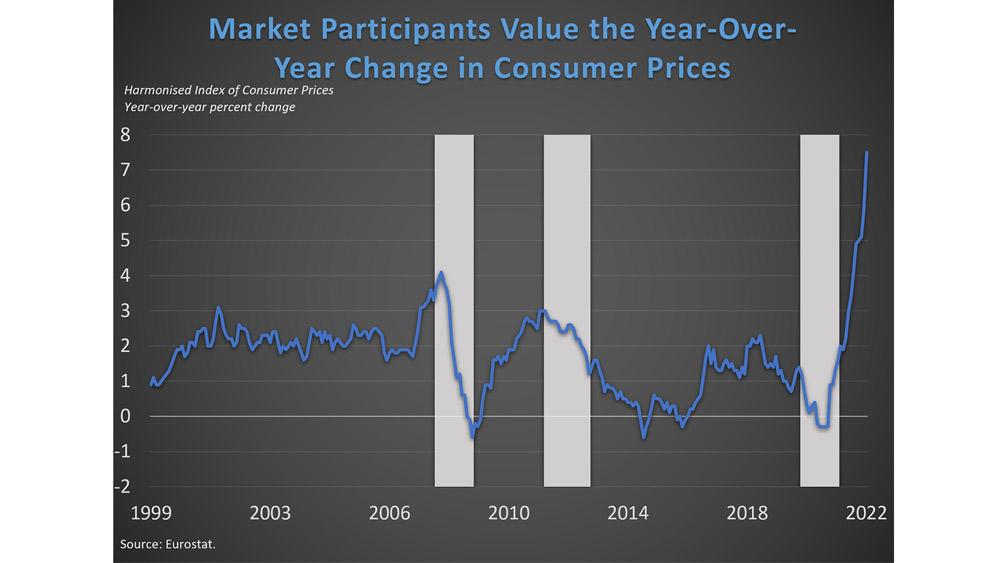 Market Participants Value the Year-Over-
Year Change in Consumer Prices
Harmonised Index of Consumer Prices
Year-over-year percent change
8
7
6
5
4
3
2
1
0
-1
-2
1999 2003 2006 2010 2014 2018 2022
Source: Eurostat.